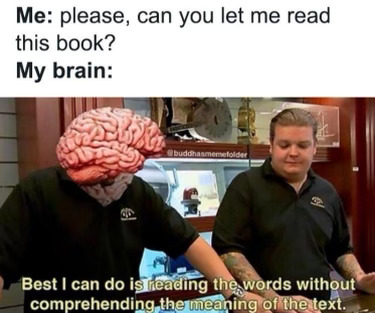 Me: please, can you let me read
this book?
My brain:
@buddhasmemefolder
Best I can do is reading the words without
comprehending the meaning of the text.